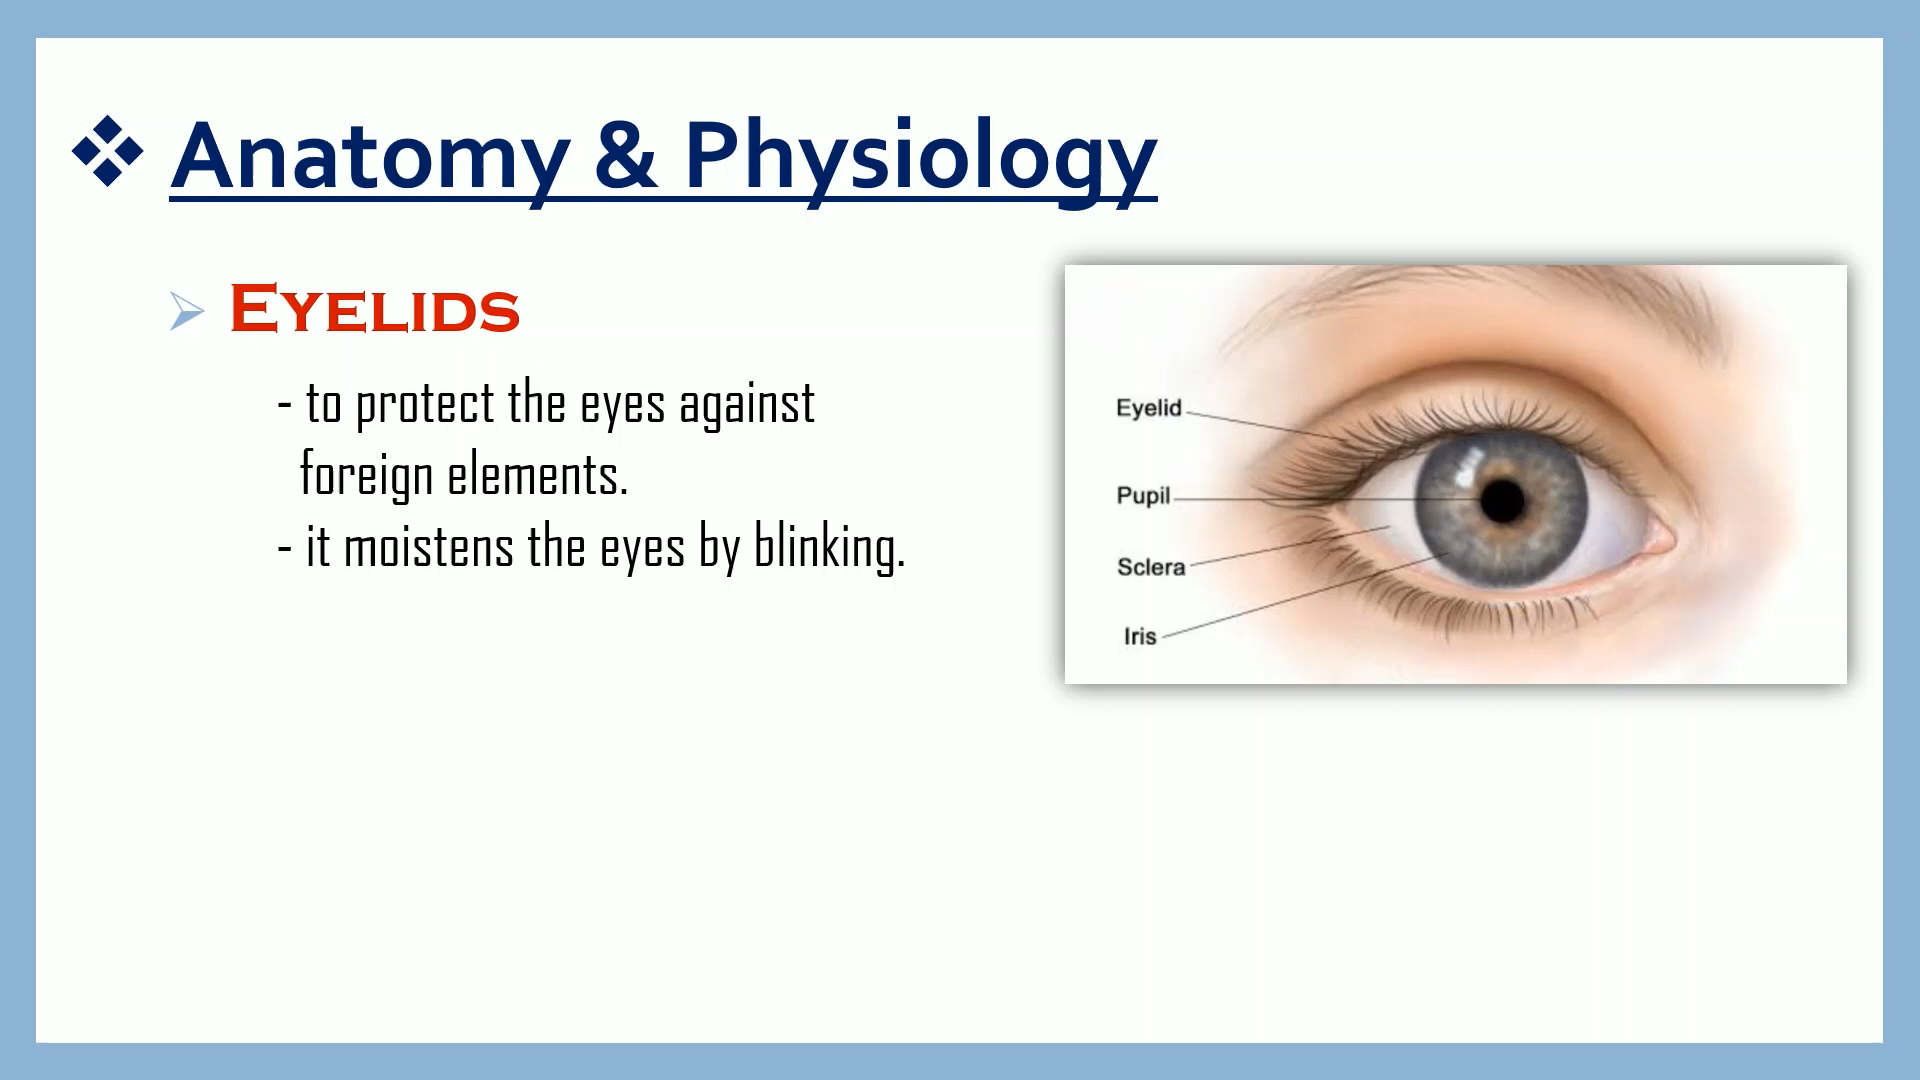 Anatomy & Physiology
Eyelids
- to protect the eyes against
foreign elements.
- it moistens the eyes by blinking.
Eyelid
Pupil
Sclera
Iris